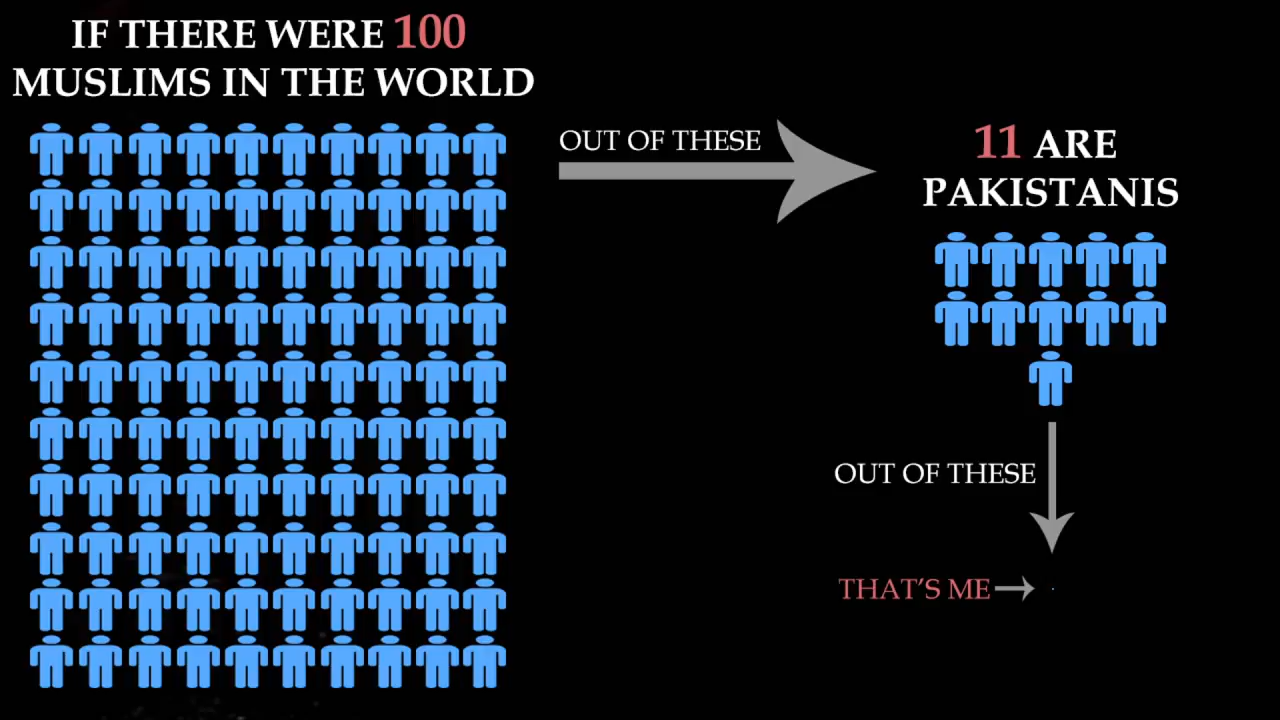 IF THERE WERE 100
MUSLIMS IN THE WORLD
OUT OF THESE
11 ARE
PAKISTANIS
OUT OF THESE
THAT'S ME